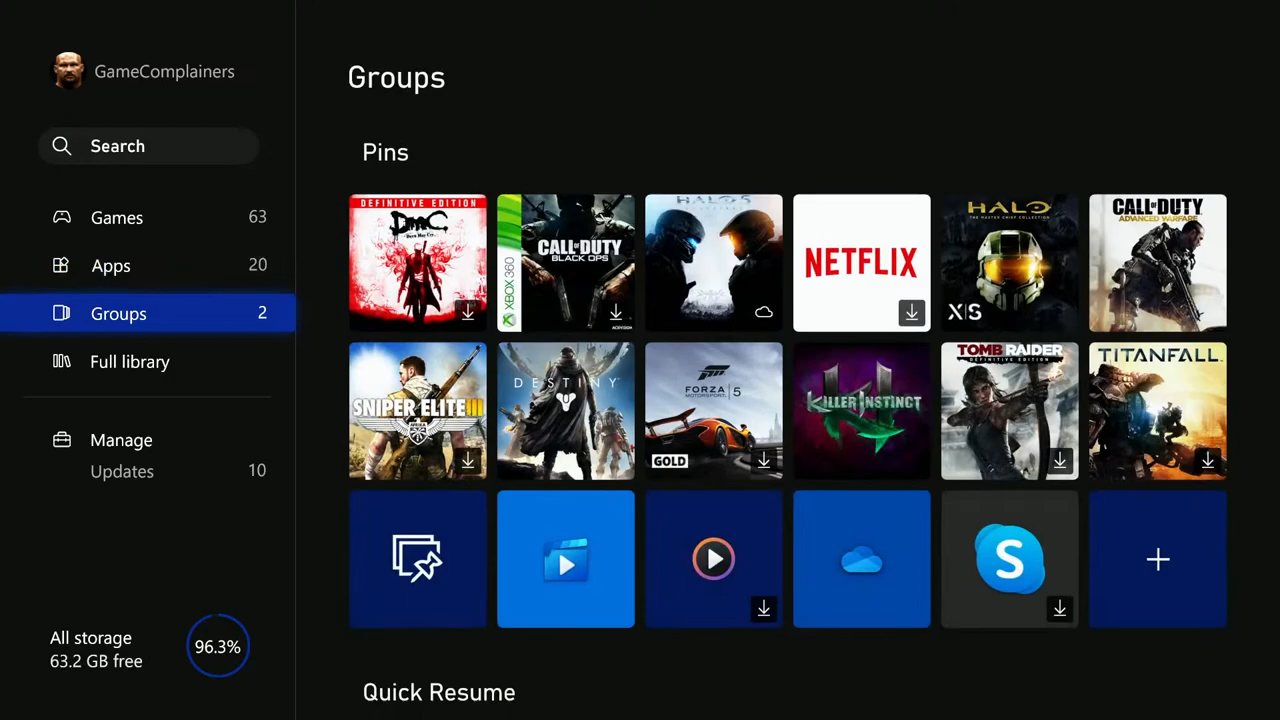 GameComplainers
Search
Games 63
Apps 20
Groups 2
Full library
Manage
Updates 10
All storage
63.2 GB free
96.3%
Groups
Pins
DEFINITIVE EDITION
DmC
XBOX 360
CALL OF DUTY
BLACK OPS
ACTIVISION
HALO 5
NETFLIX
HALO
THE MASTER CHIEF COLLECTION
X|S
CALL OF DUTY
ADVANCED WARFARE
SNIPER ELITE III
AFRIKA
DESTINY
FORZA
MOTORSPORT 5
GOLD
KILLER INSTINCT
TOMB RAIDER
DEFINITIVE EDITION
TITANFALL
S
Quick Resume